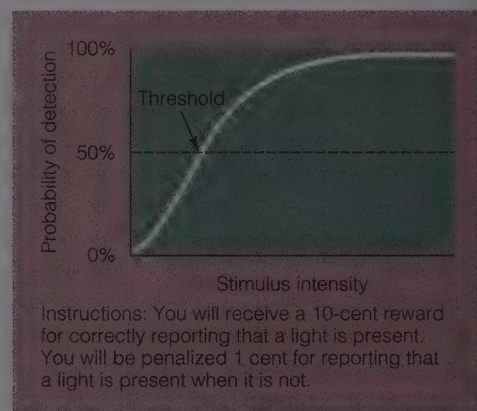 100%
Threshold
50%
0%
Probability of detection
Stimulus intensity
Instructions: You will receive a 10-cent reward
for correctly reporting that a light is present.
You will be penalized 1 cent for reporting that
a light is present when it is not.